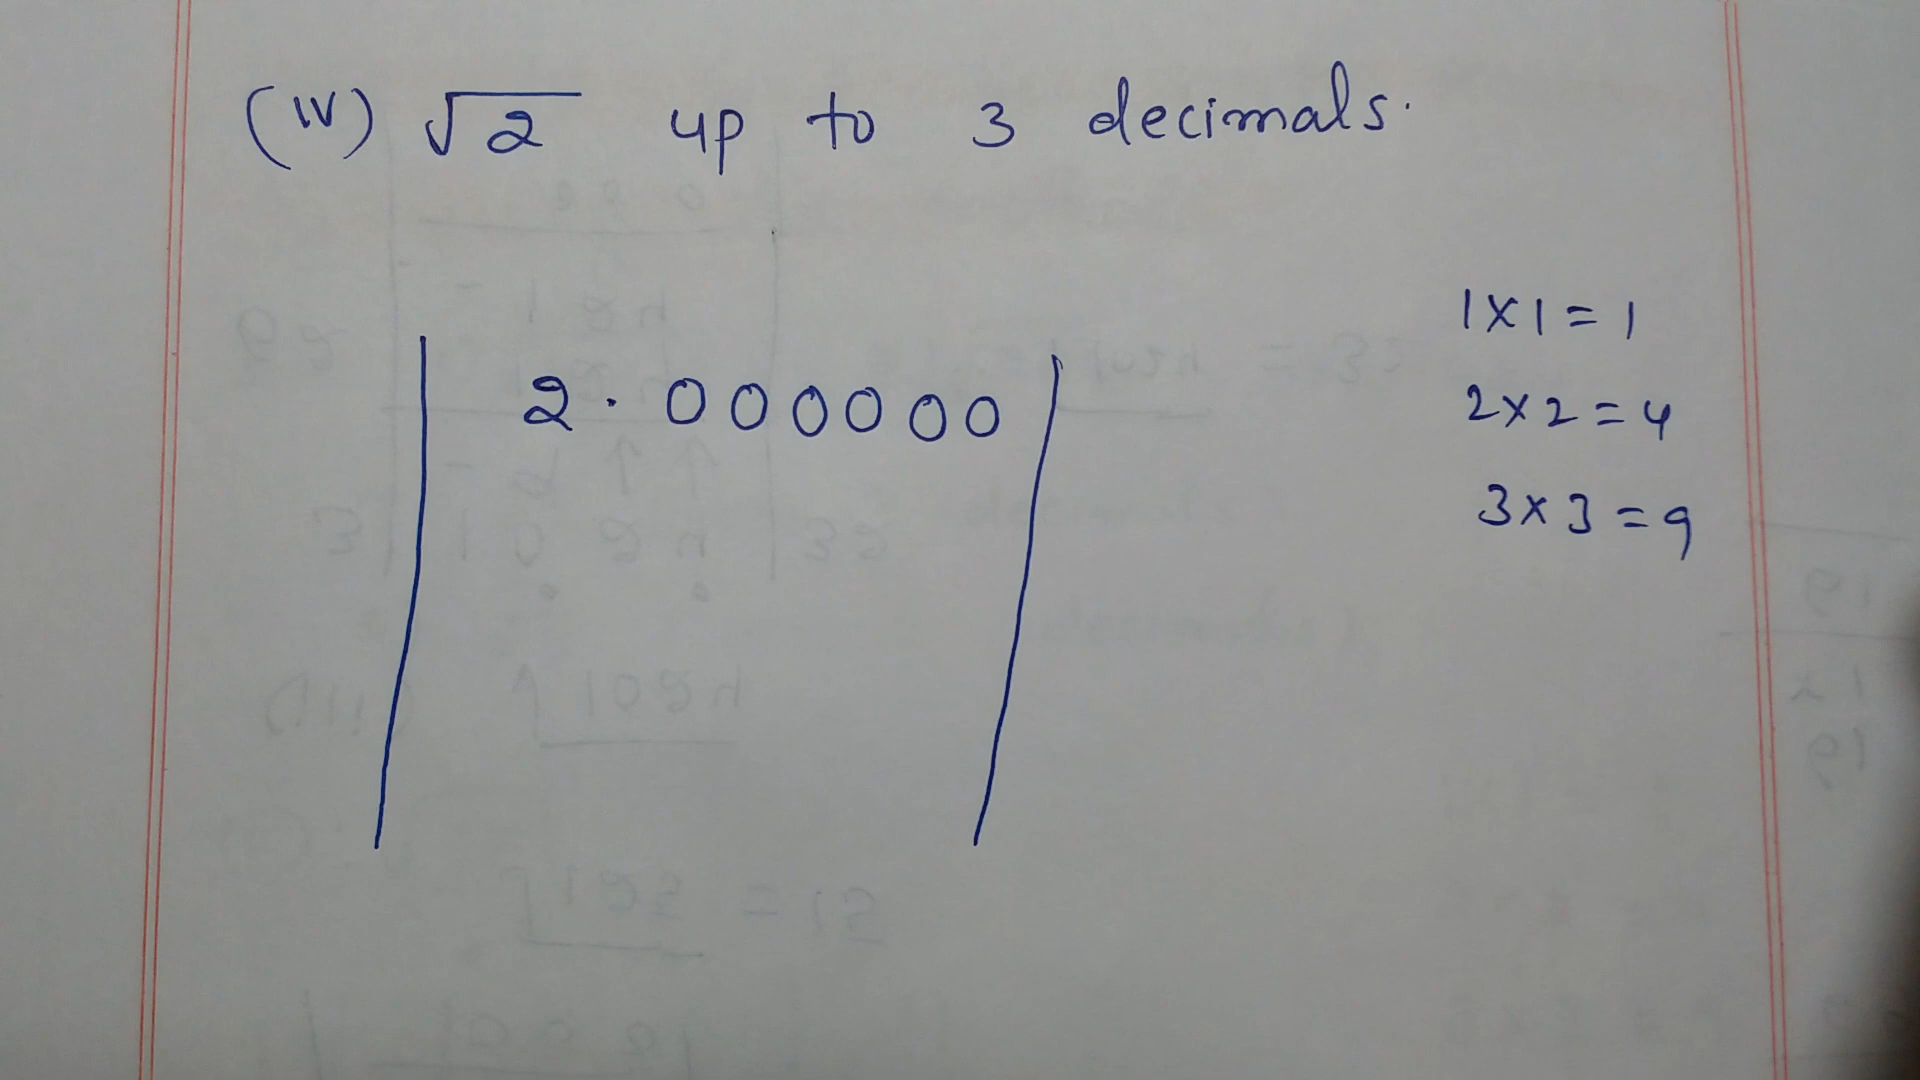 (IV) √2 up to 3 decimals.
2.000000
1×1=1
2×2=4
3×3=9